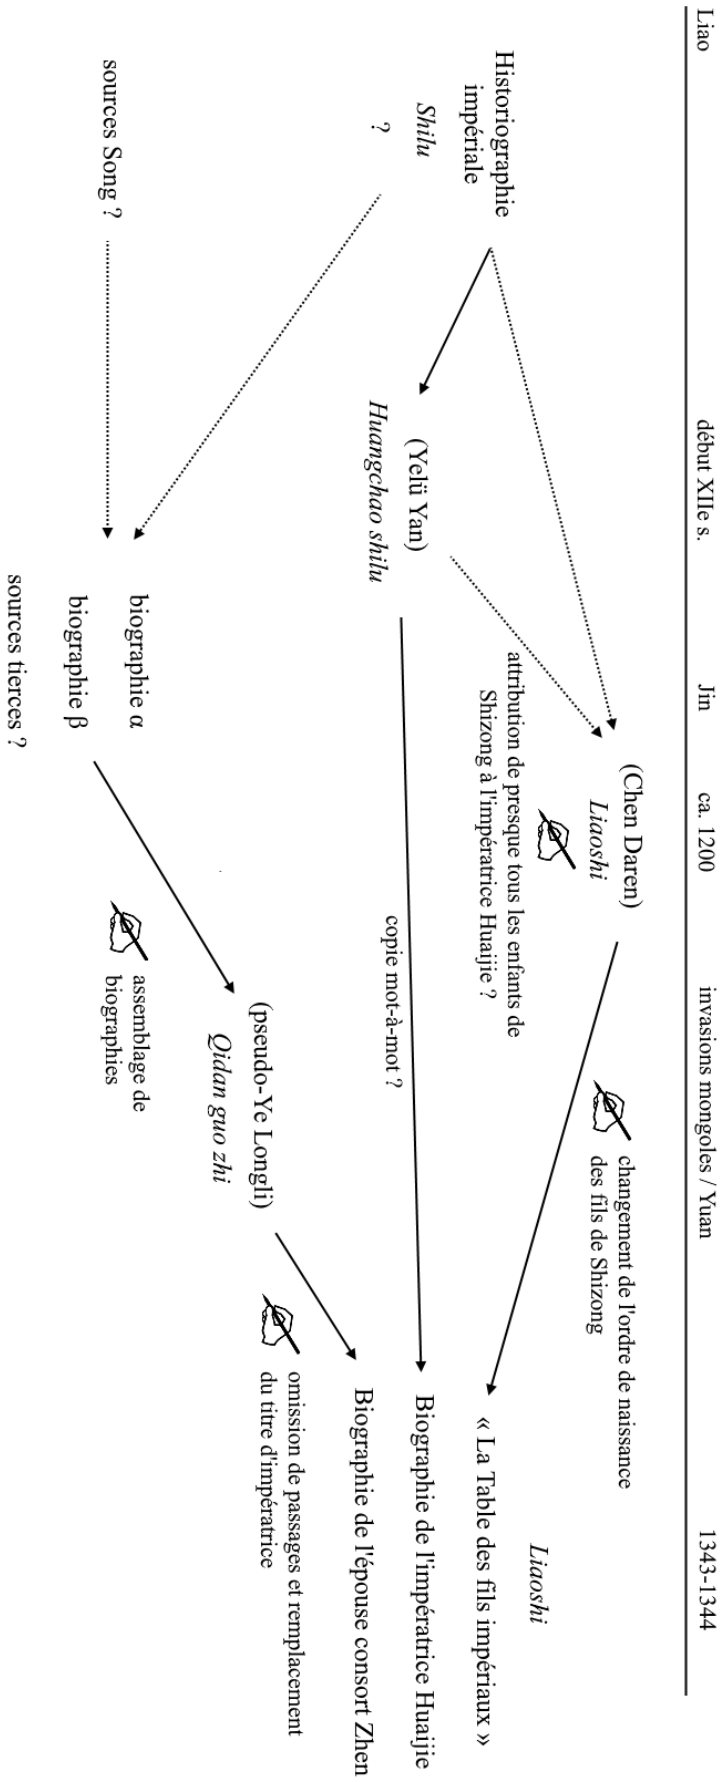 Liao
début XIIe s.
Jin
ca. 1200
invasions mongoles / Yuan
1343-1344
Historiographie
impériale
Shilu
?
sources Song ?
(Yelü Yan)
Huangchao shilu
biographie α
biographie β
sources tierces ?
(Chen Daren)
Liaoshi
attribution de presque tous les enfants de
Shizong à l'impératrice Huaijie ?
copie mot-à-mot ?
assemblage de
biographies
(pseudo-Ye Longli)
Qidan guo zhi
changement de l'ordre de naissance
des fils de Shizong
omission de passages et remplacement
du titre d'impératrice
Liaoshi
« La Table des fils impériaux »
Biographie de l'impératrice Huaijie
Biographie de l'épouse consort Zhen